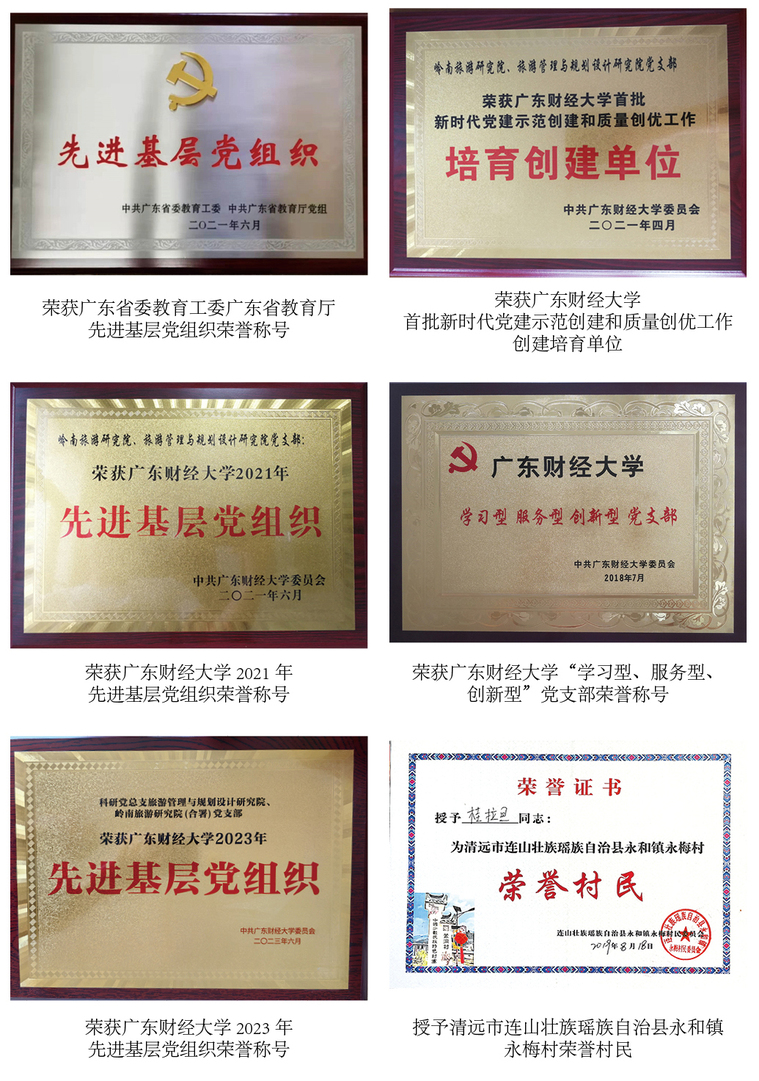 先进基层党组织
中共广东省委教育工委 中共广东省教育厅党组
二〇二一年六月
荣获广东省委教育工委广东省教育厅
先进基层党组织荣誉称号
岭南旅游研究院、旅游管理与规划设计研究院党支部
荣获广东财经大学首批
新时代党建示范创建和质量创优工作
培育创建单位
中共广东财经大学委员会
二〇二一年四月
荣获广东财经大学
首批新时代党建示范创建和质量创优工作
创建培育单位
岭南旅游研究院、旅游管理与规划设计研究院党支部:
荣获广东财经大学2021年
先进基层党组织
中共广东财经大学委员会
二〇二一年六月
荣获广东财经大学 2021 年
先进基层党组织荣誉称号
广东财经大学
学习型 服务型 创新型 党支部
中共广东财经大学委员会
2018年7月
荣获广东财经大学“学习型、服务型、
创新型”党支部荣誉称号
科研党总支旅游管理与规划设计研究院、
岭南旅游研究院(合署)党支部
荣获广东财经大学2023年
先进基层党组织
中共广东财经大学委员会
二〇二三年六月
荣获广东财经大学 2023 年
先进基层党组织荣誉称号
荣誉证书
授予 桂拉旦 同志:
为清远市连山壮族瑶族自治县永和镇永梅村
荣誉村民
连山壮族瑶族自治县永和镇永梅村民委员会
2019年8月18日
授予清远市连山壮族瑶族自治县永和镇
永梅村荣誉村民